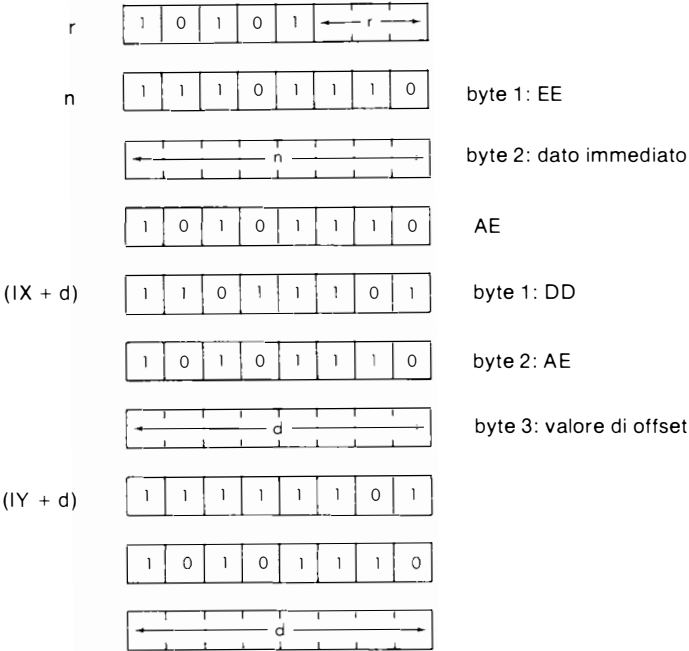 r 1 0 1 0 1 r
n 1 1 1 0 1 1 1 0 byte 1: EE
n byte 2: dato immediato
1 0 1 0 1 1 1 0 AE
(IX + d) 1 1 0 1 1 1 0 1 byte 1: DD
1 0 1 0 1 1 1 0 byte 2: AE
d byte 3: valore di offset
(IY + d) 1 1 1 1 1 1 0 1
1 0 1 0 1 1 1 0
d